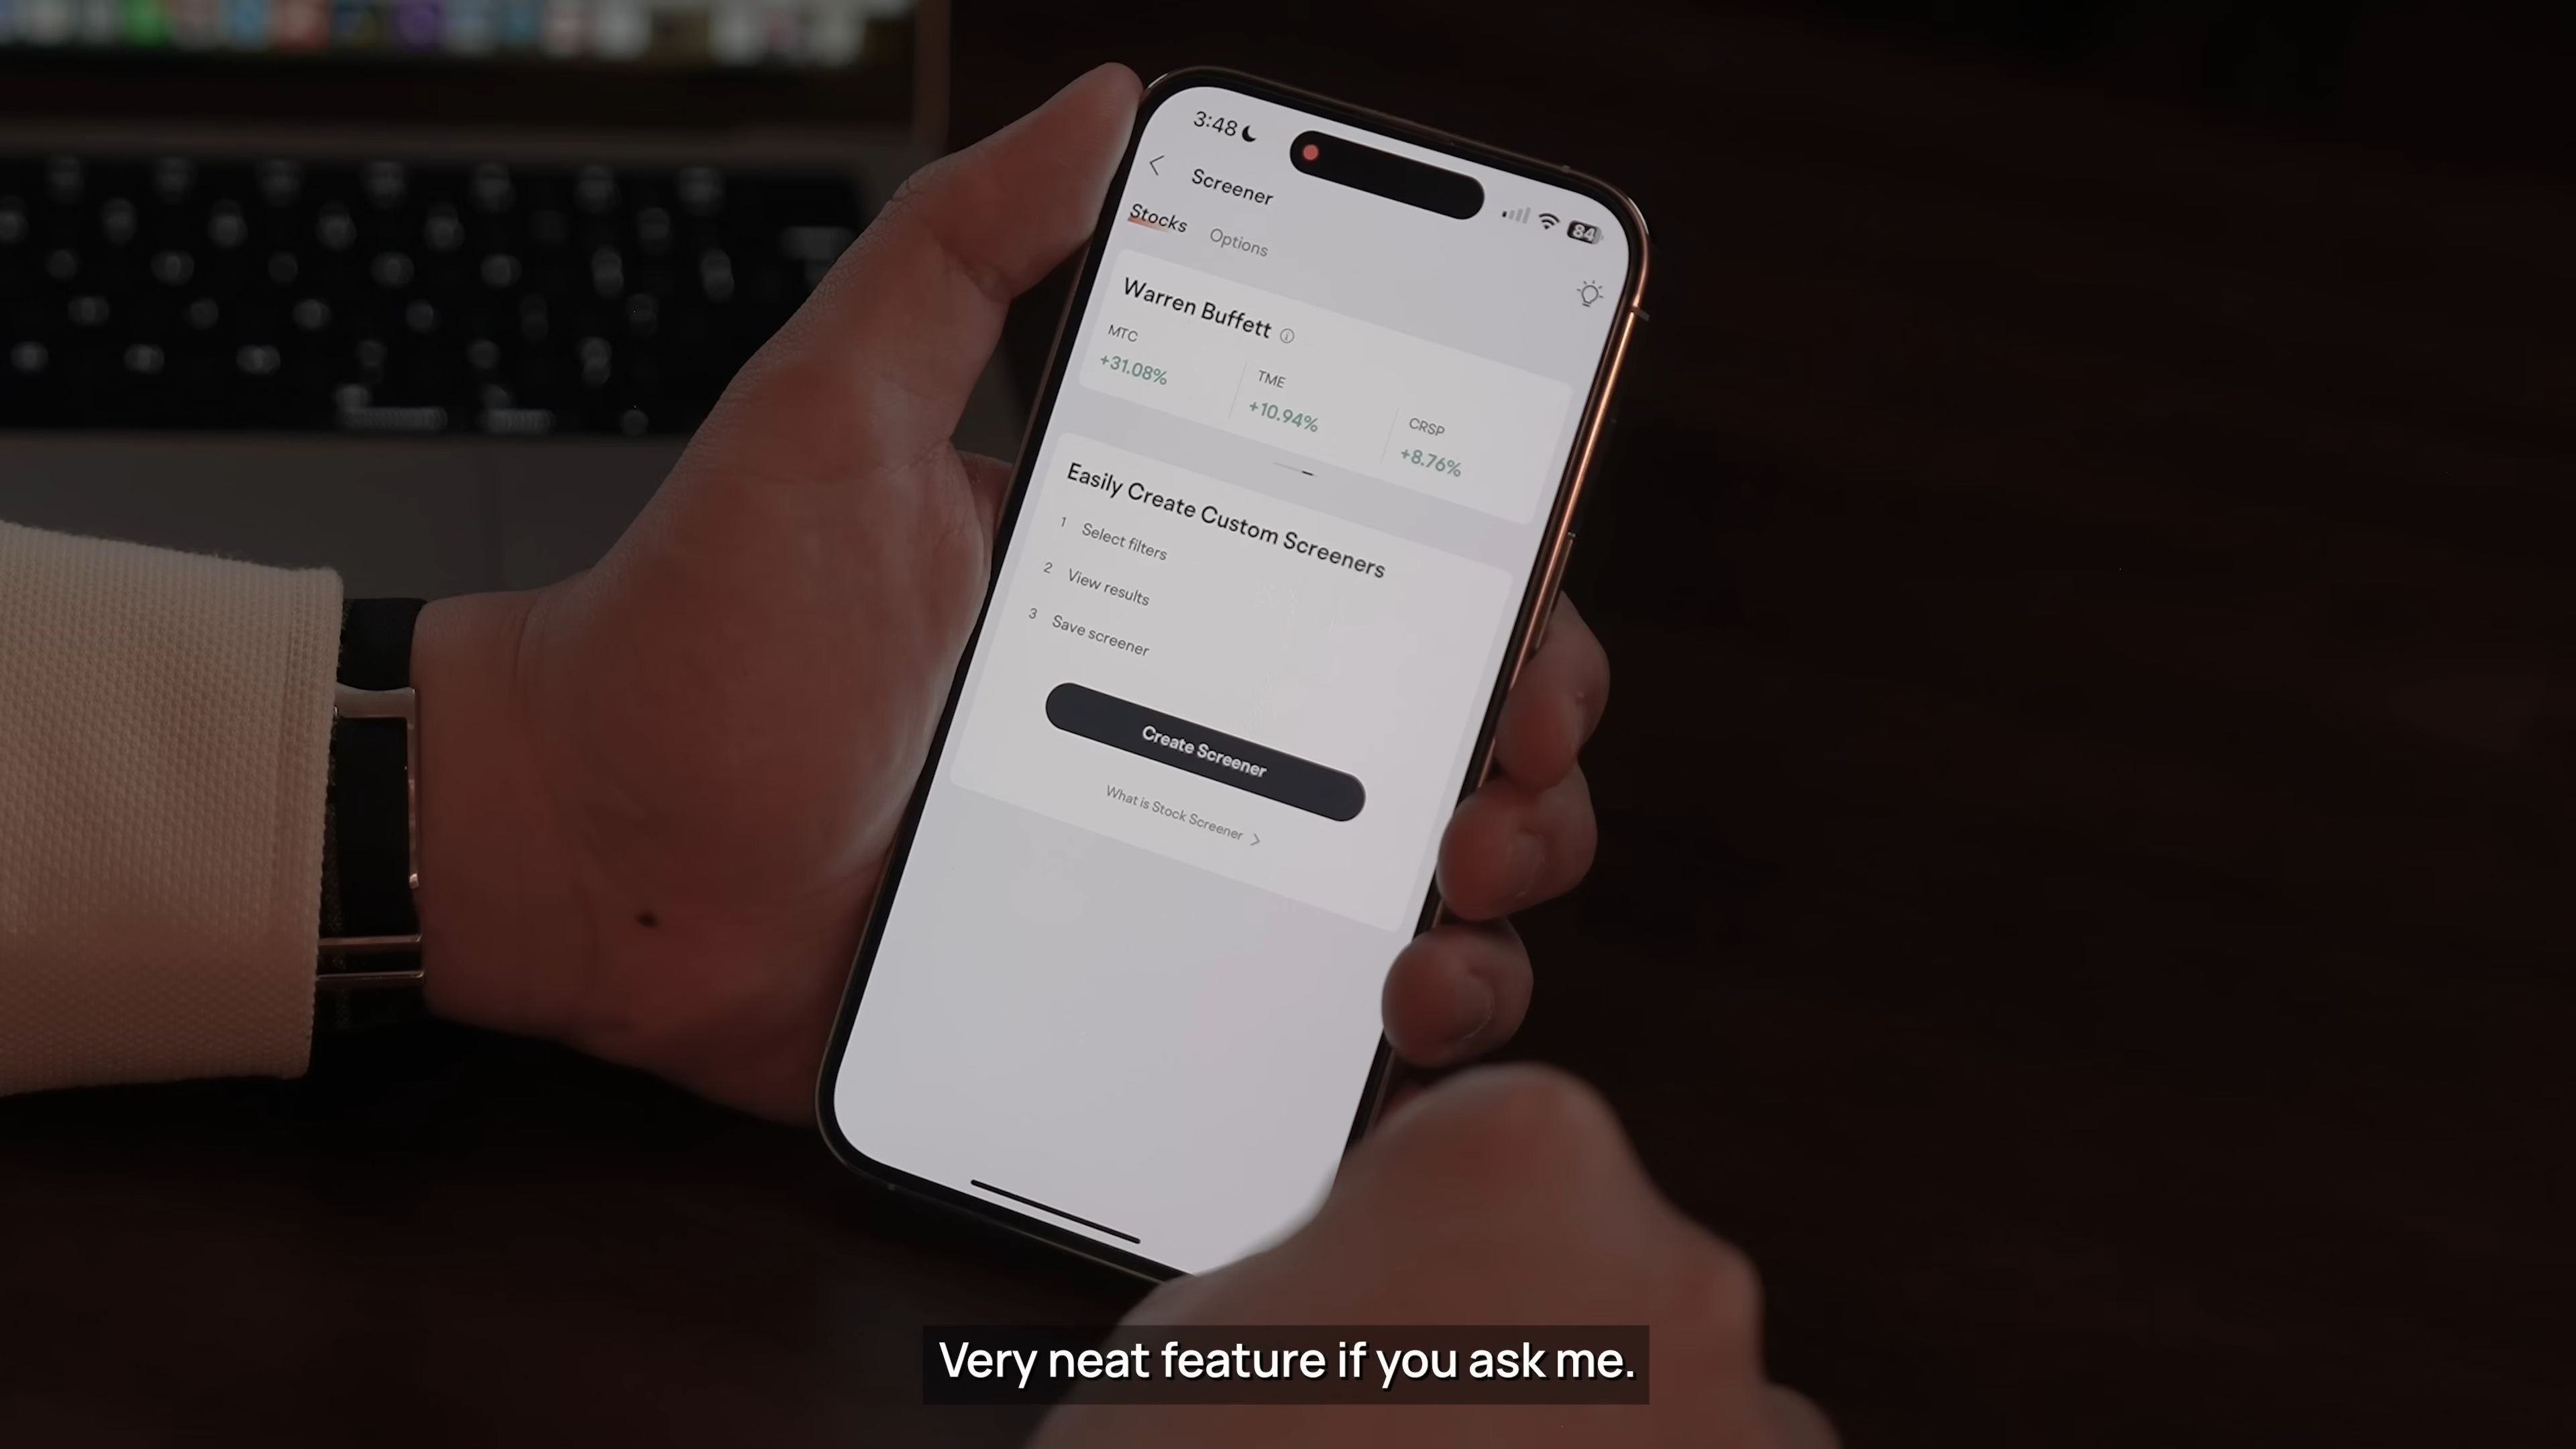 3:48
84
Screener
Stocks
Options
Warren Buffett
MTC
+31.08%
TME
+10.94%
CRSP
+8.76%
Easily Create Custom Screeners
1 Select filters
2 View results
3 Save screener
Create Screener
What is Stock Screener >
Very neat feature if you ask me.